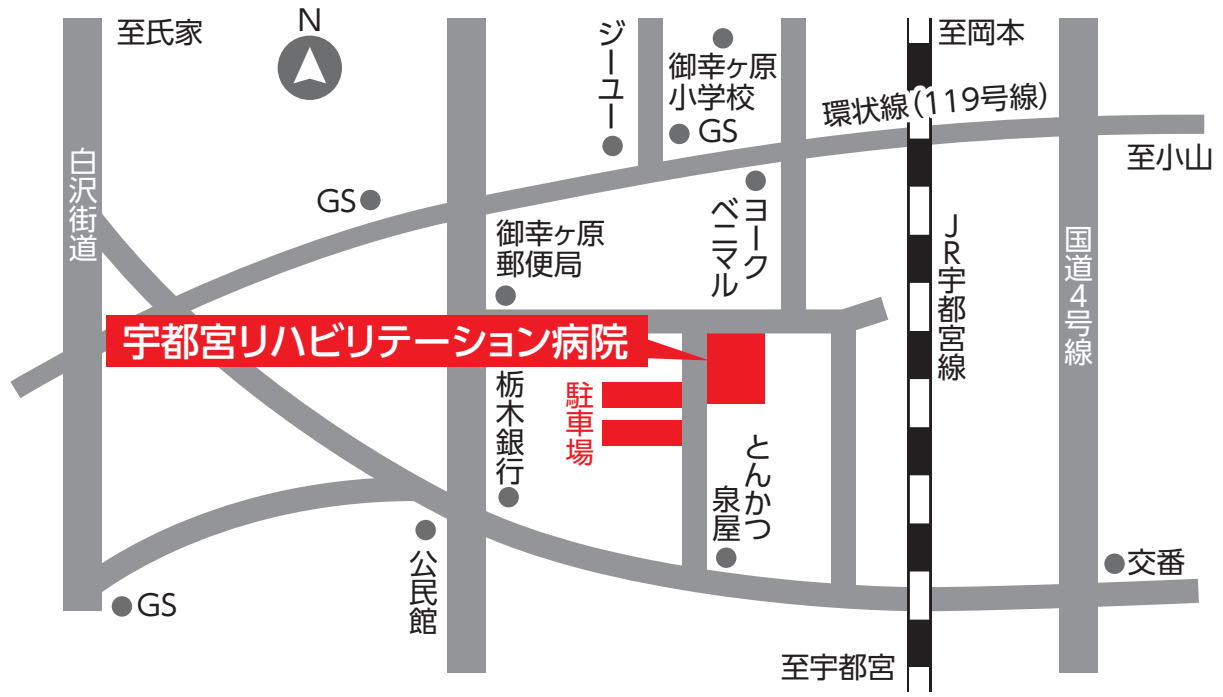 至氏家
N
ジーユー
御幸ヶ原
小学校
GS
至岡本
環状線(119号線)
至小山
白沢街道
GS
御幸ヶ原
郵便局
ヨーク
ベニマル
JR宇都宮線
国道4号線
宇都宮リハビリテーション病院
栃木銀行
駐車場
とんかつ
泉屋
公民館
GS
交番
至宇都宮